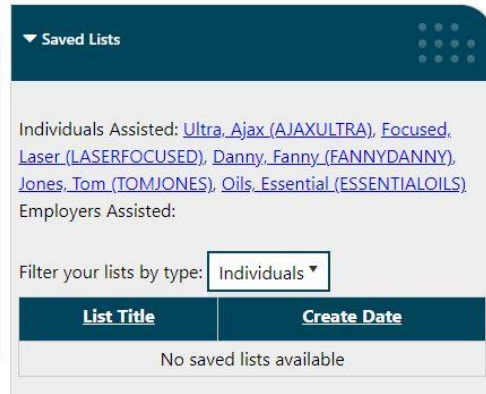 Saved Lists
Individuals Assisted: Ultra, Ajax (AJAXULTRA), Focused,
Laser (LASERFOCUSED), Danny, Fanny (FANNYDANNY),
Jones, Tom (TOMJONES), Oils, Essential (ESSENTIALOILS)
Employers Assisted:
Filter your lists by type: Individuals
List Title Create Date
No saved lists available